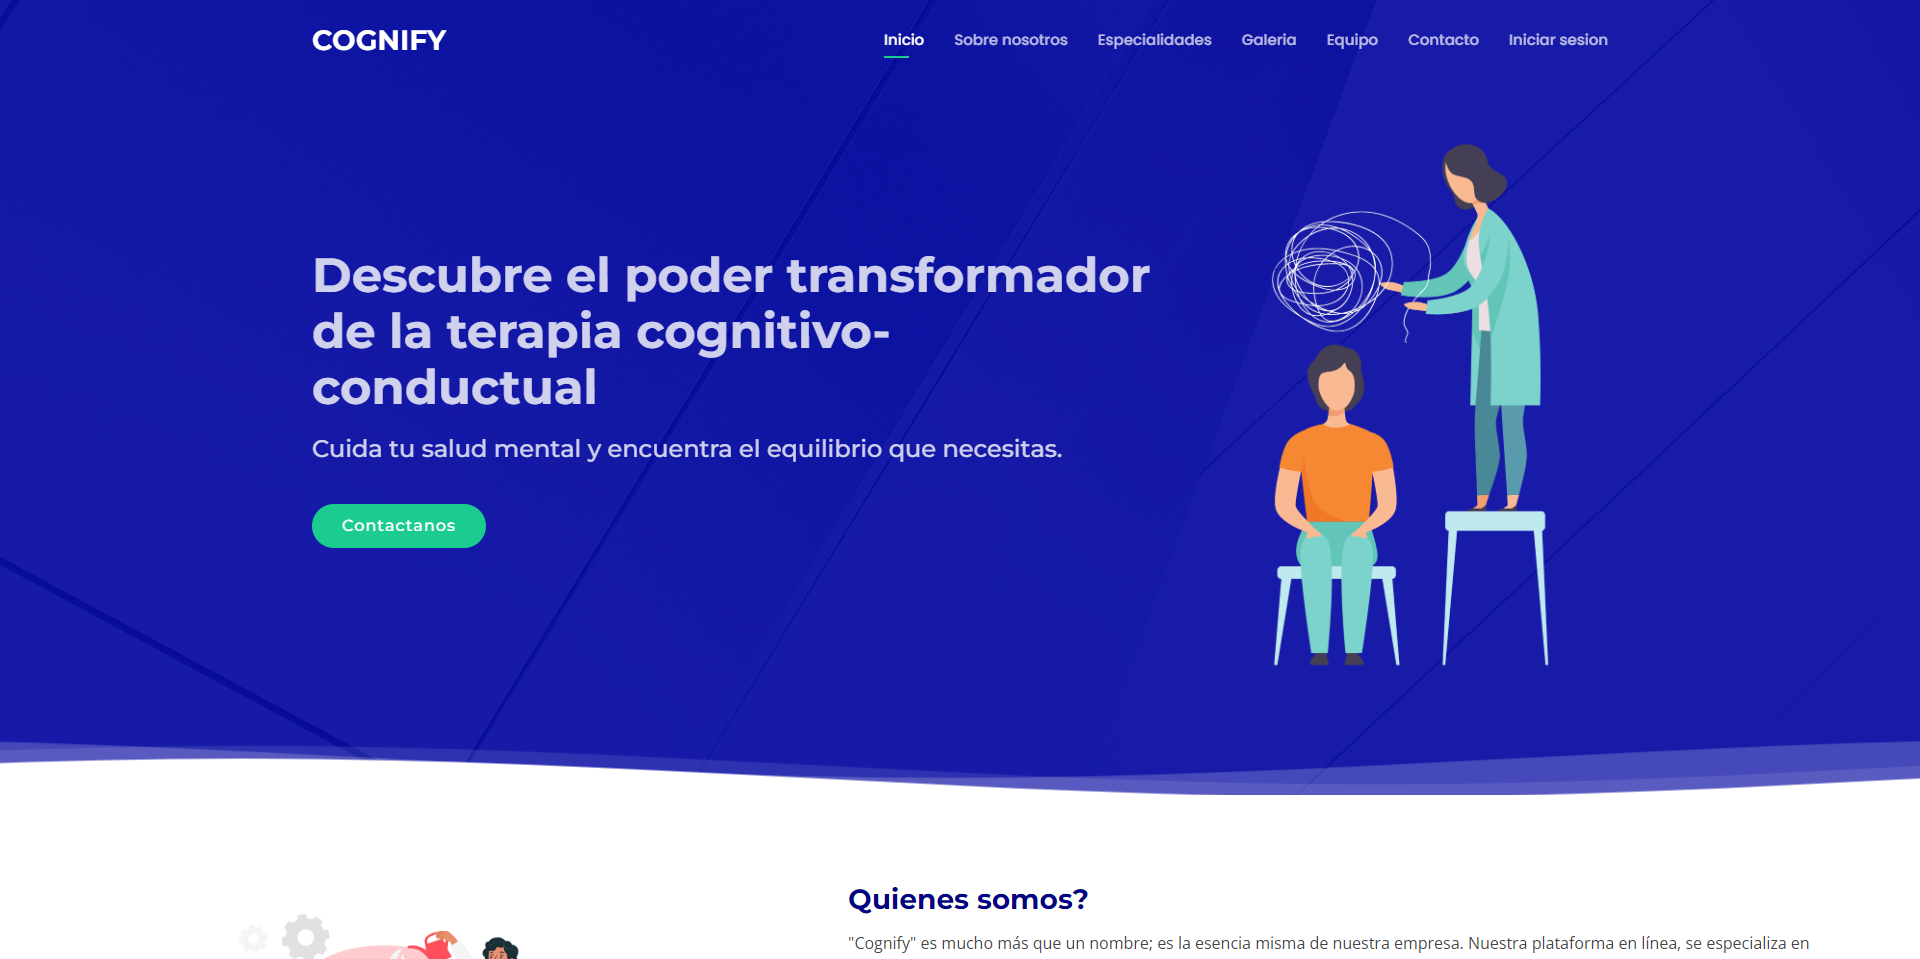 COGNIFY
Inicio Sobre nosotros Especialidades Galeria Equipo Contacto Iniciar sesion
Descubre el poder transformador
de la terapia cognitivo-
conductual
Cuida tu salud mental y encuentra el equilibrio que necesitas.
Contactanos
Quienes somos?
"Cognify" es mucho más que un nombre; es la esencia misma de nuestra empresa. Nuestra plataforma en línea, se especializa en